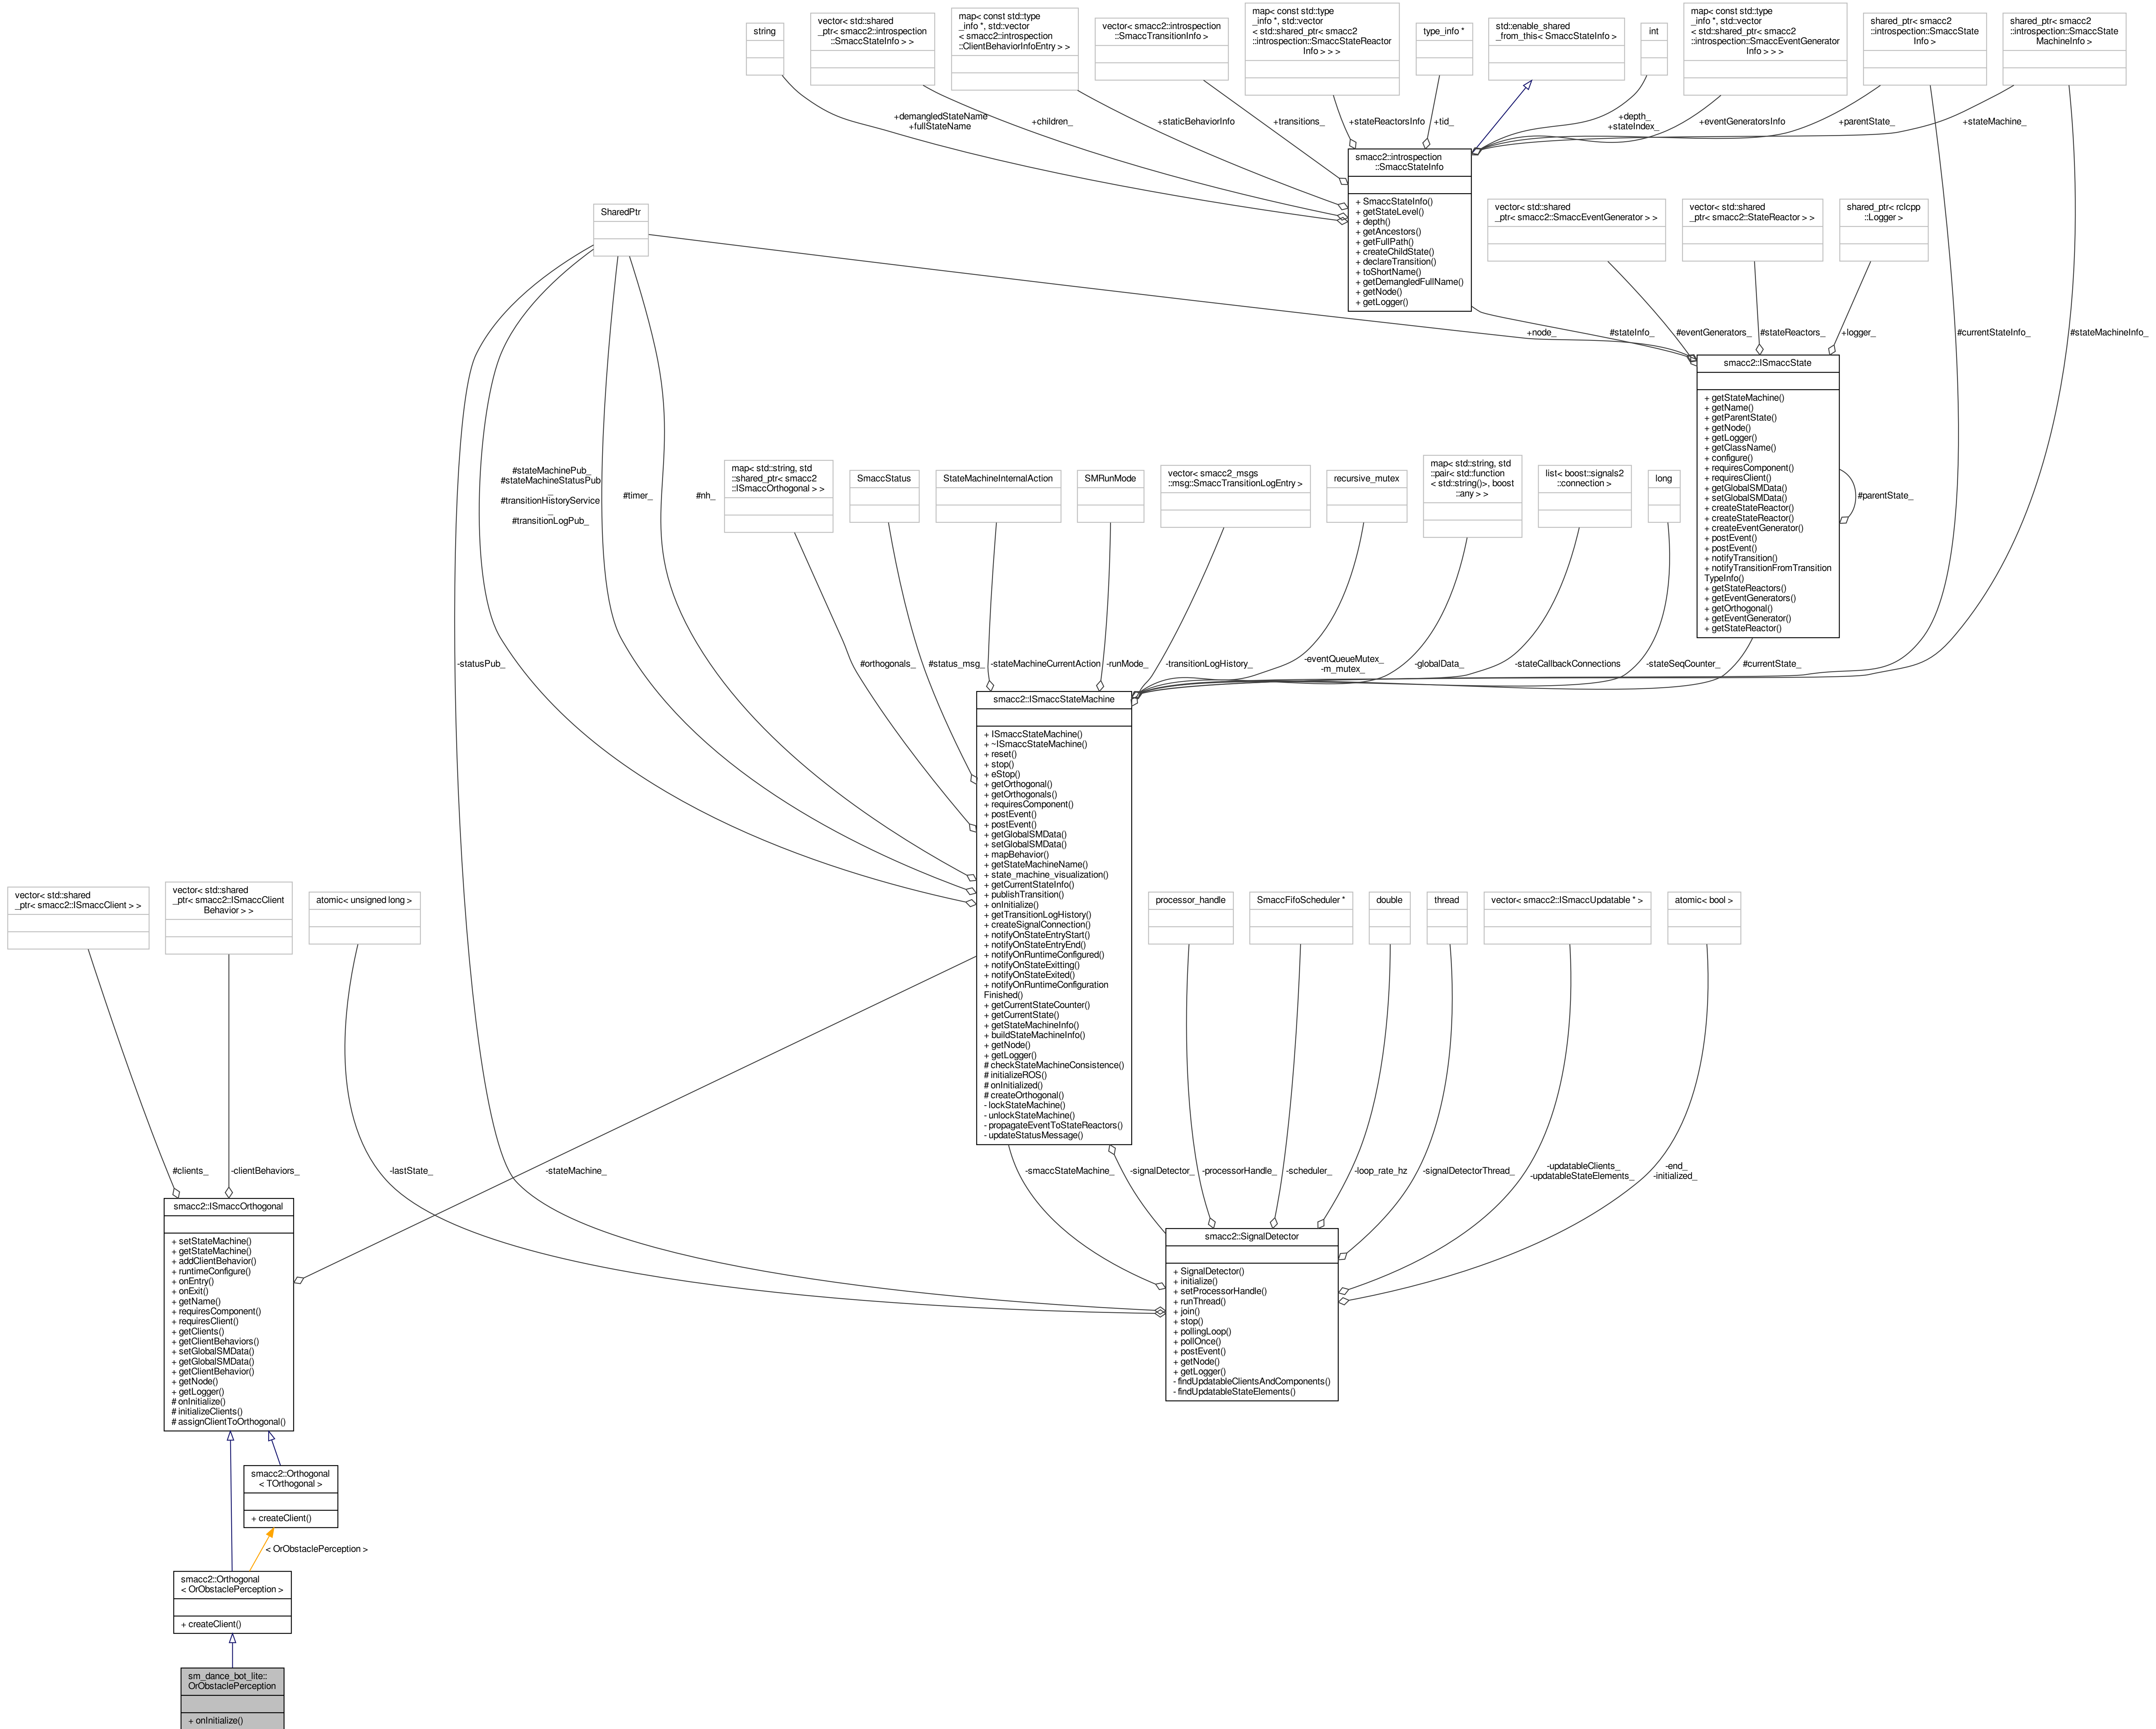 string
vector< std::shared
_ptr< smacc2::introspection
::SmaccStateInfo > >
map< const std::type
_info *, std::vector
< smacc2::introspection
::ClientBehaviorInfoEntry > >
vector< smacc2::introspection
::SmaccTransitionInfo >
map< const std::type
_info *, std::vector
< std::shared_ptr< smacc2
::introspection::SmaccStateReactor
Info > > >
type_info *
std::enable_shared
_from_this< SmaccStateInfo >
int
map< const std::type
_info *, std::vector
< std::shared_ptr< smacc2
::introspection::SmaccEventGenerator
Info > > >
shared_ptr< smacc2
::introspection::SmaccState
Info >
shared_ptr< smacc2
::introspection::SmaccState
MachineInfo >
+demangledStateName
+fullStateName
+children_
+staticBehaviorInfo
+transitions_
+stateReactorsInfo
+tid_
+depth_
+stateIndex_
+eventGeneratorsInfo
+parentState_
+stateMachine_
smacc2::introspection
::SmaccStateInfo
+ SmaccStateInfo()
+ getStateLevel()
+ depth()
+ getAncestors()
+ getFullPath()
+ createChildState()
+ declareTransition()
+ toShortName()
+ getDemangledFullName()
+ getNode()
+ getLogger()
SharedPtr
vector< std::shared
_ptr< smacc2::SmaccEventGenerator > >
vector< std::shared
_ptr< smacc2::StateReactor > >
shared_ptr< rclcpp
::Logger >
+node_
#stateInfo_
#eventGenerators_
#stateReactors_
+logger_
#currentStateInfo_
#stateMachineInfo_
smacc2::ISmaccState
+ getStateMachine()
+ getName()
+ getParentState()
+ getNode()
+ getLogger()
+ getClassName()
+ configure()
+ requiresComponent()
+ requiresClient()
+ getGlobalSMData()
+ setGlobalSMData()
+ createStateReactor()
+ createStateReactor()
+ createEventGenerator()
+ postEvent()
+ postEvent()
+ notifyTransition()
+ notifyTransitionFromTransition
TypeInfo()
+ getStateReactors()
+ getEventGenerators()
+ getOrthogonal()
+ getEventGenerator()
+ getStateReactor()
#parentState_
#stateMachinePub_
#stateMachineStatusPub
_
#transitionHistoryService
_
#transitionLogPub_
#timer_
#nh_
map< std::string, std
::shared_ptr< smacc2
::ISmaccOrthogonal > >
SmaccStatus
StateMachineInternalAction
SMRunMode
vector< smacc2_msgs
::msg::SmaccTransitionLogEntry >
recursive_mutex
map< std::string, std
::pair< std::function
< std::string()>, boost
::any > >
list< boost::signals2
::connection >
long
-statusPub_
#orthogonals_
#status_msg_
-stateMachineCurrentAction
-runMode_
-transitionLogHistory_
-eventQueueMutex_
-m_mutex_
-globalData_
-stateCallbackConnections
-stateSeqCounter_
#currentState_
smacc2::ISmaccStateMachine
+ ISmaccStateMachine()
+ ~ISmaccStateMachine()
+ reset()
+ stop()
+ eStop()
+ getOrthogonal()
+ getOrthogonals()
+ requiresComponent()
+ postEvent()
+ postEvent()
+ getGlobalSMData()
+ setGlobalSMData()
+ mapBehavior()
+ getStateMachineName()
+ state_machine_visualization()
+ getCurrentStateInfo()
+ publishTransition()
+ onInitialize()
+ getTransitionLogHistory()
+ createSignalConnection()
+ notifyOnStateEntryStart()
+ notifyOnStateEntryEnd()
+ notifyOnRuntimeConfigured()
+ notifyOnStateExitting()
+ notifyOnStateExited()
+ notifyOnRuntimeConfiguration
Finished()
+ getCurrentStateCounter()
+ getCurrentState()
+ getStateMachineInfo()
+ buildStateMachineInfo()
+ getNode()
+ getLogger()
# checkStateMachineConsistence()
# initializeROS()
# onInitialized()
# createOrthogonal()
- lockStateMachine()
- unlockStateMachine()
- propagateEventToStateReactors()
- updateStatusMessage()
vector< std::shared
_ptr< smacc2::ISmaccClient > >
vector< std::shared
_ptr< smacc2::ISmaccClient
Behavior > >
atomic< unsigned long >
processor_handle
SmaccFifoScheduler *
double
thread
vector< smacc2::ISmaccUpdatable * >
atomic< bool >
#clients_
-clientBehaviors_
-lastState_
-stateMachine_
-smaccStateMachine_
-signalDetector_
-processorHandle_
-scheduler_
-loop_rate_hz
-signalDetectorThread_
-updatableClients_
-updatableStateElements_
-end_
-initialized_
smacc2::ISmaccOrthogonal
+ setStateMachine()
+ getStateMachine()
+ addClientBehavior()
+ runtimeConfigure()
+ onEntry()
+ onExit()
+ getName()
+ requiresComponent()
+ requiresClient()
+ getClients()
+ getClientBehaviors()
+ setGlobalSMData()
+ getGlobalSMData()
+ getClientBehavior()
+ getNode()
+ getLogger()
# onInitialize()
# initializeClients()
# assignClientToOrthogonal()
smacc2::SignalDetector
+ SignalDetector()
+ initialize()
+ setProcessorHandle()
+ runThread()
+ join()
+ stop()
+ pollingLoop()
+ pollOnce()
+ postEvent()
+ getNode()
+ getLogger()
- findUpdatableClientsAndComponents()
- findUpdatableStateElements()
smacc2::Orthogonal
< TOrthogonal >
+ createClient()
< OrObstaclePerception >
smacc2::Orthogonal
< OrObstaclePerception >
+ createClient()
sm_dance_bot_lite::
OrObstaclePerception
+ onInitialize()